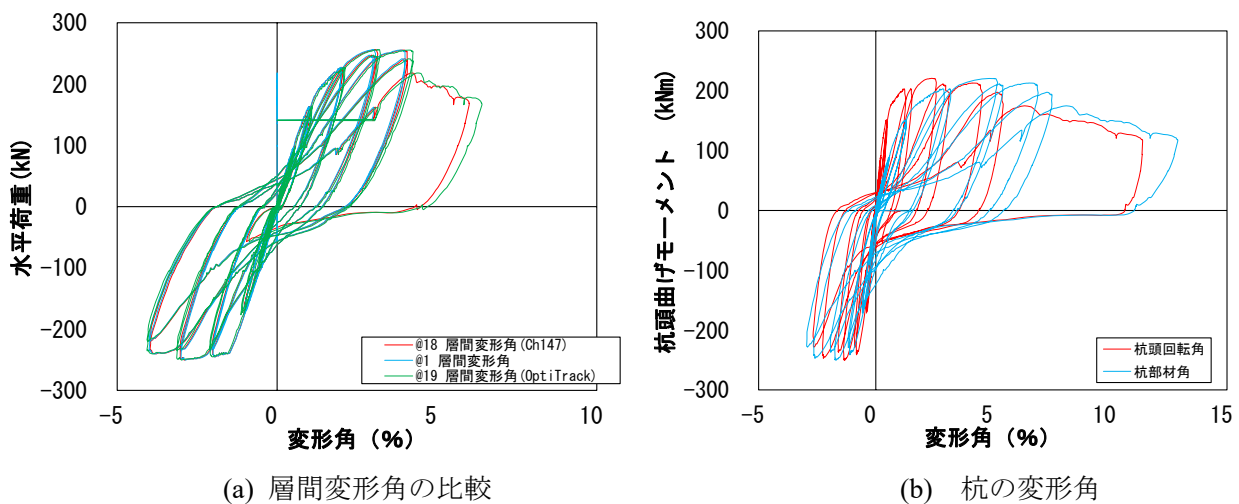 300
200
100
0
-100
-200
-300
-5
0
5
10
水平荷重(kN)
変形角 (%)
@18 層間変形角(Ch147)
@1 層間変形角
@19 層間変形角(OptiTrack)
(a) 層間変形角の比較
300
200
100
0
-100
-200
-300
-5
0
5
10
15
杭頭曲げモーメント (kNm)
変形角 (%)
杭頭回転角
杭部材角
(b) 杭の変形角